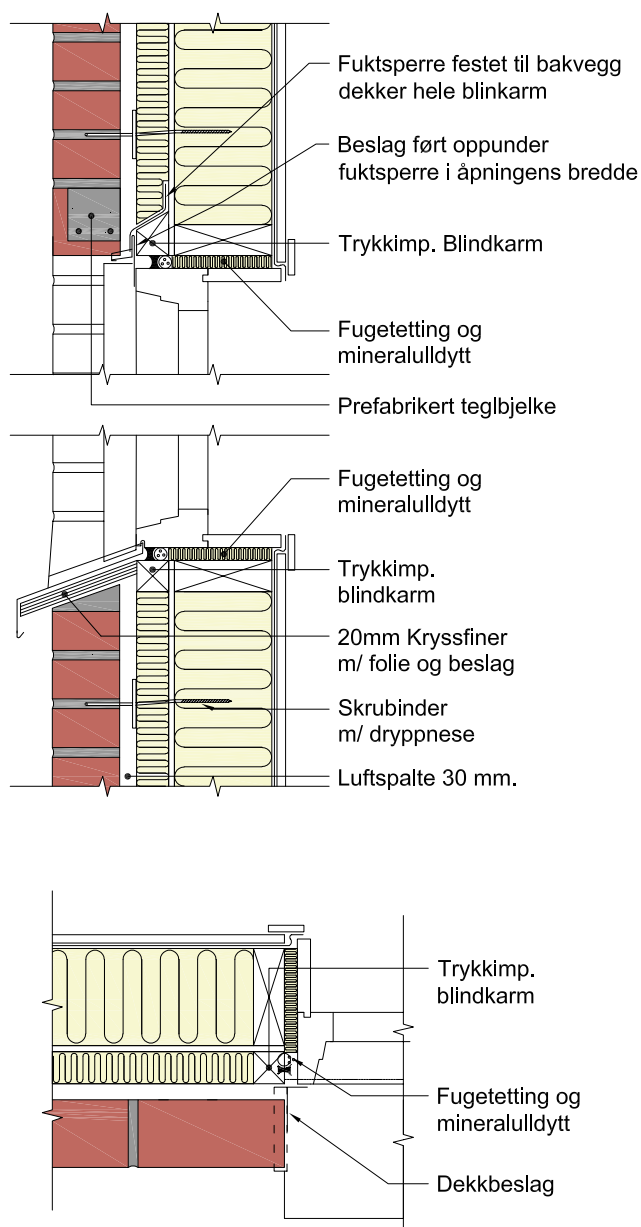 Fuktsperre festet til bakvegg
dekker hele blinkarm
Beslag ført oppunder
fuktsperre i åpningens bredde
Trykkimp. Blindkarm
Fugetetting og
mineralulldytt
Prefabrikert teglbjelke
Fugetetting og
mineralulldytt
Trykkimp.
blindkarm
20mm Kryssfiner
m/ folie og beslag
Skrubinder
m/ dryppnese
Luftspalte 30 mm.
Trykkimp.
blindkarm
Fugetetting og
mineralulldytt
Dekkbeslag